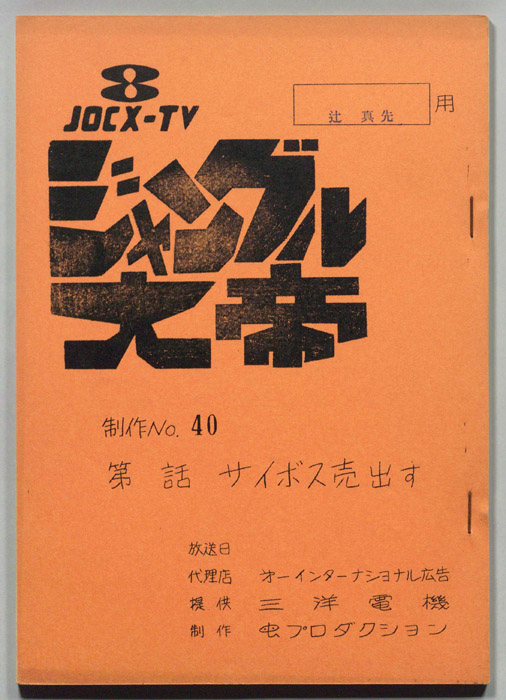 8
JOCX-TV
辻 真先 用
ジャングル
大帝
制作No. 40
第 話 サイボス売出す
放送日
代理店 オーインターナショナル広告
提供 三洋電機
制作 虫プロダクション